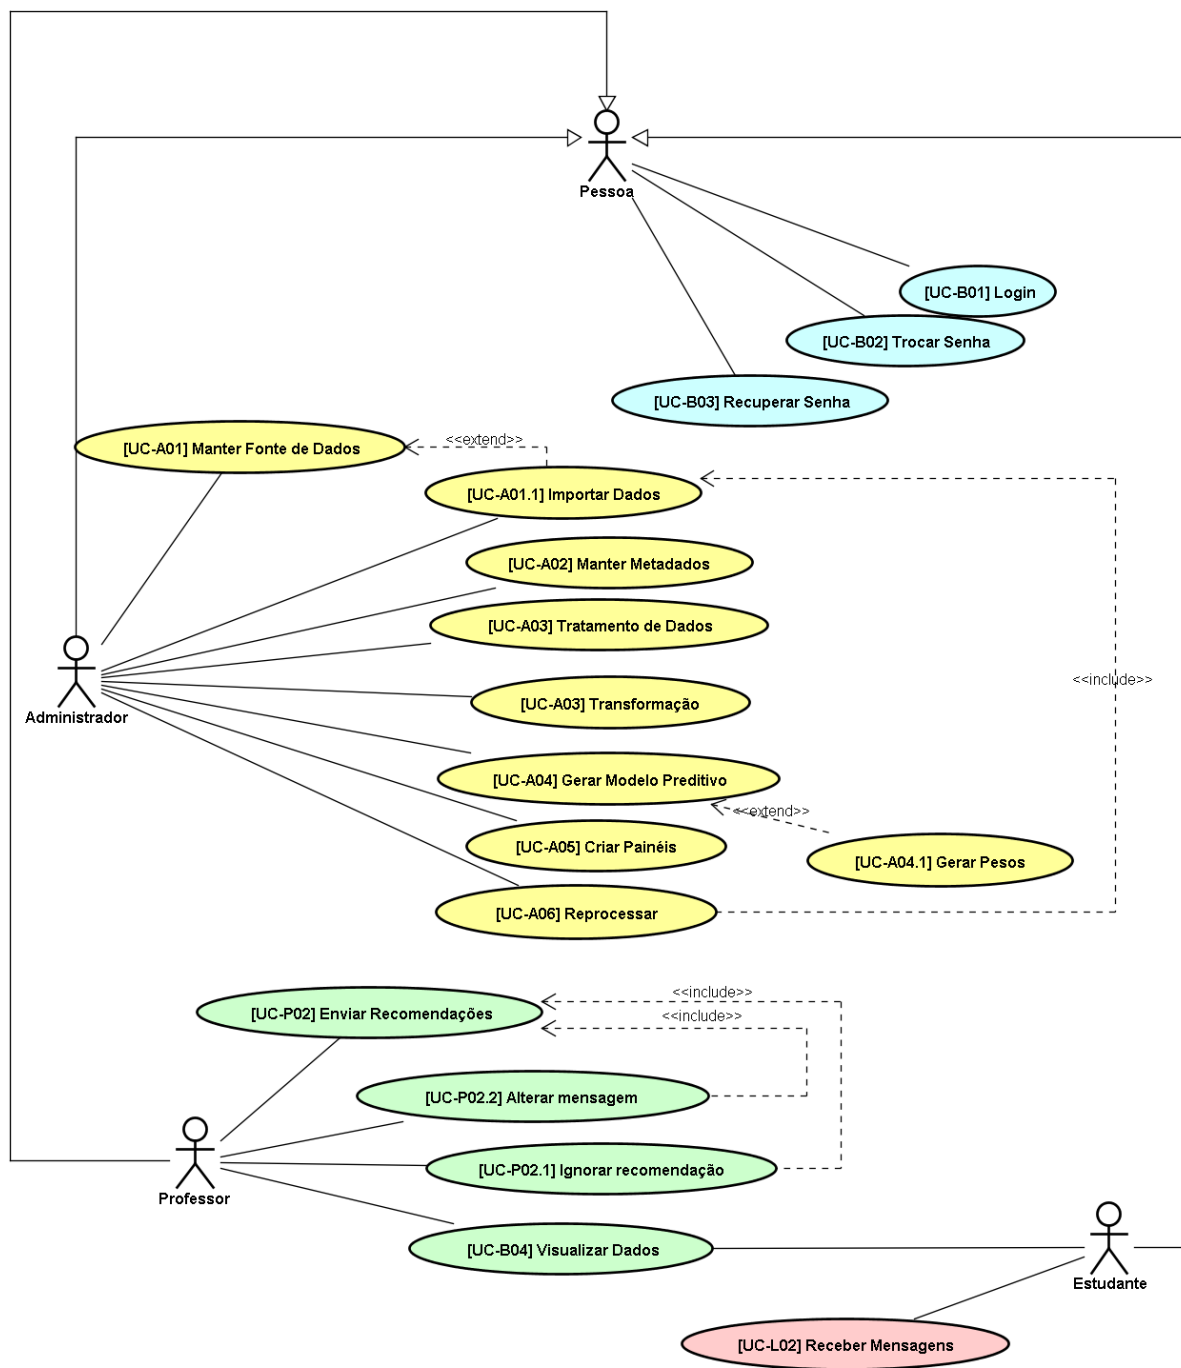 Pessoa
[UC-B01] Login
[UC-B02] Trocar Senha
[UC-B03] Recuperar Senha
[UC-A01] Manter Fonte de Dados
<<extend>>
[UC-A01.1] Importar Dados
[UC-A02] Manter Metadados
[UC-A03] Tratamento de Dados
<<include>>
Administrador
[UC-A03] Transformação
[UC-A04] Gerar Modelo Preditivo
<<extend>>
[UC-A05] Criar Painéis
[UC-A04.1] Gerar Pesos
[UC-A06] Reprocessar
<<include>>
[UC-P02] Enviar Recomendações
<<include>>
[UC-P02.2] Alterar mensagem
[UC-P02.1] Ignorar recomendação
Professor
[UC-B04] Visualizar Dados
Estudante
[UC-L02] Receber Mensagens